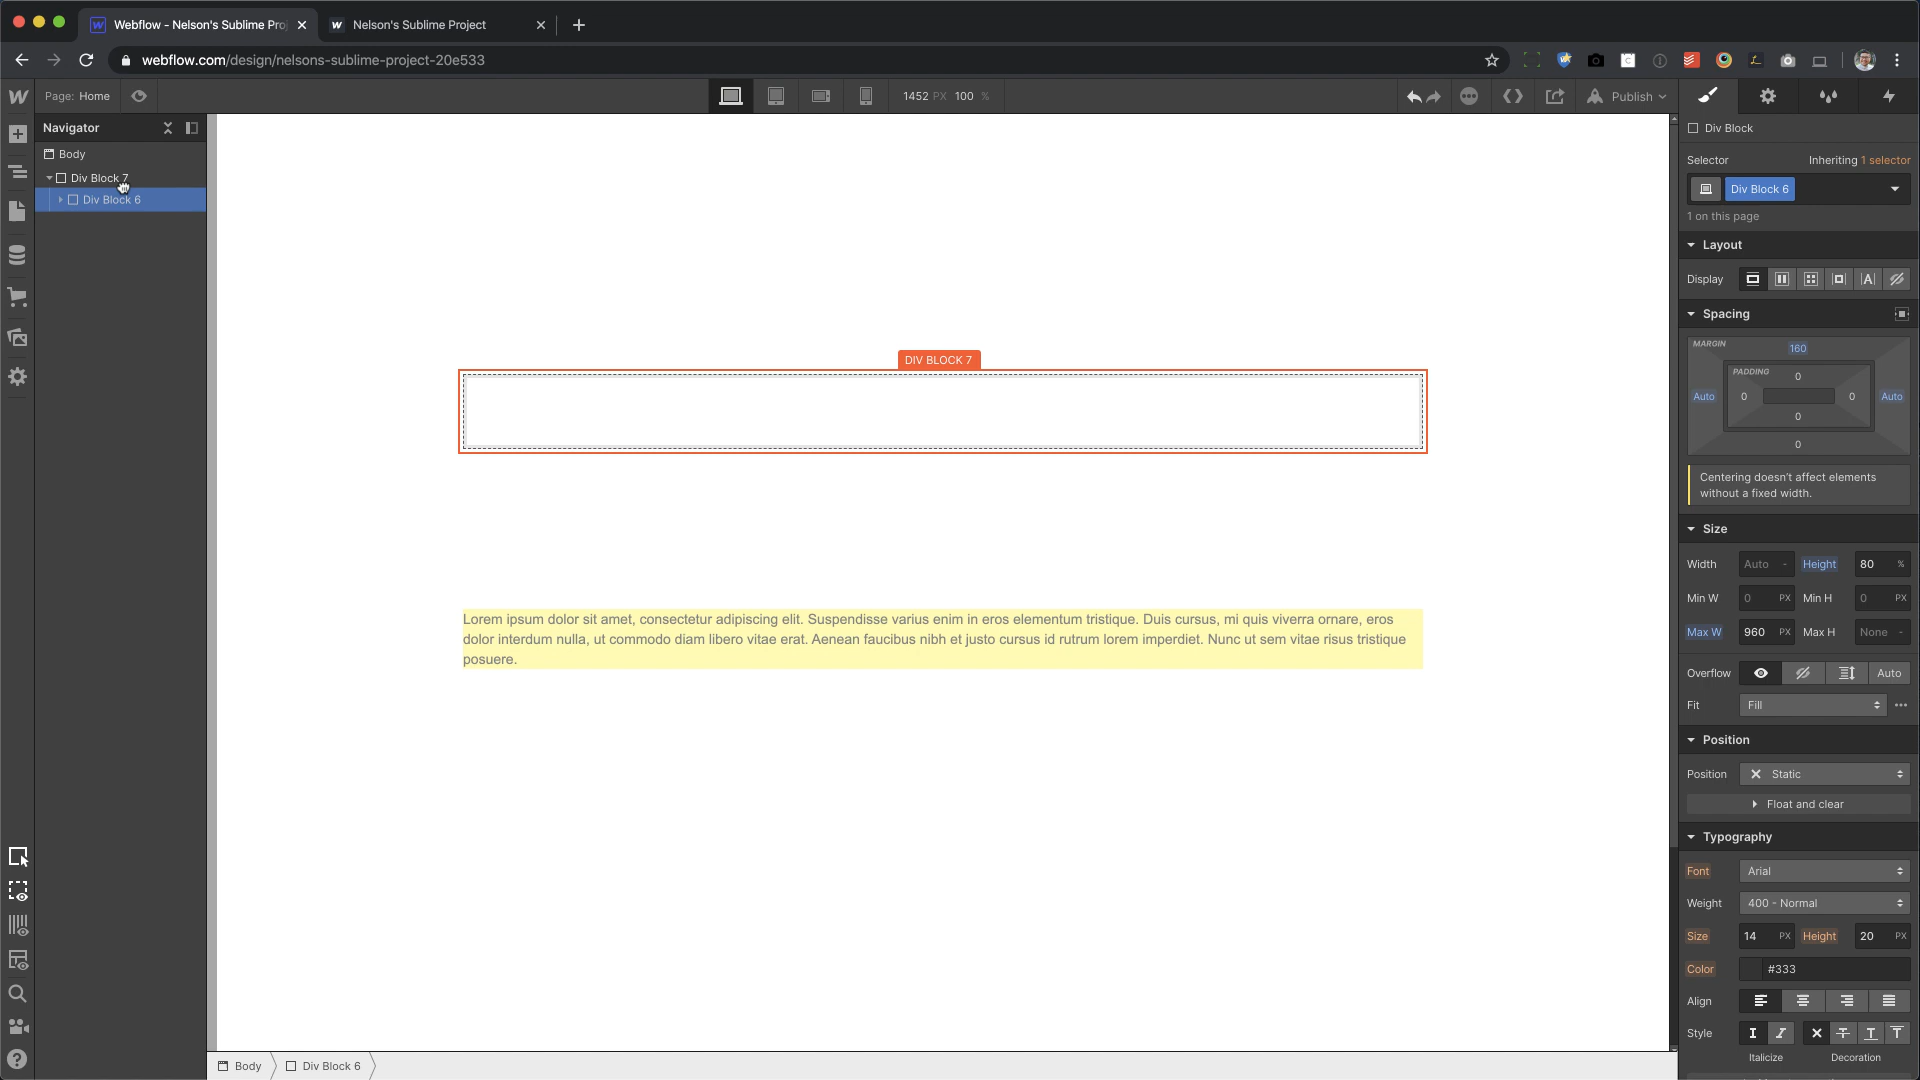 Webflow - Nelson's Sublime Pro
Nelson's Sublime Project
webflow.com/design/nelsons-sublime-project-20e533
Page: Home
1452 PX 100 %
Publish
Navigator
Body
Div Block 7
Div Block 6
DIV BLOCK 7
Lorem ipsum dolor sit amet, consectetur adipiscing elit. Suspendisse varius enim in eros elementum tristique. Duis cursus, mi quis viverra ornare, eros
dolor interdum nulla, ut commodo diam libero vitae erat. Aenean faucibus nibh et justo cursus id rutrum lorem imperdiet. Nunc ut sem vitae risus tristique
posuere.
Body
Div Block 6
Div Block
Selector Inheriting 1 selector
Div Block 6
1 on this page
Layout
Display
Spacing
MARGIN
160
PADDING
0
Auto 0 0 Auto
0
0
Centering doesn't affect elements
without a fixed width.
Size
Width Auto - Height 80 %
Min W 0 PX Min H 0 PX
Max W 960 PX Max H None -
Overflow Auto
Fit Fill
Position
Position Static
Float and clear
Typography
Font Arial
Weight 400 - Normal
Size 14 PX Height 20 PX
Color #333
Align
Style
Italicize Decoration